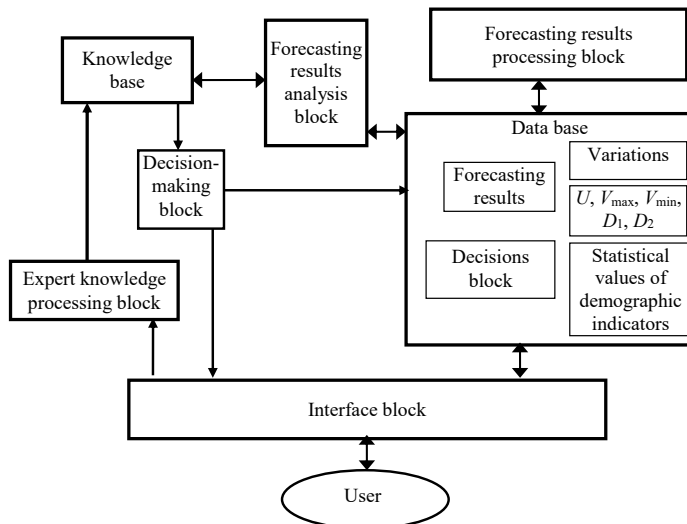 Knowledge
base
Forecasting
results
analysis
block
Forecasting results
processing block
Data base
Decision-
making
block
Forecasting
results
Variations
U, Vmax, Vmin,
D1, D2
Decisions
block
Statistical
values of
demographic
indicators
Expert knowledge
processing block
Interface block
User